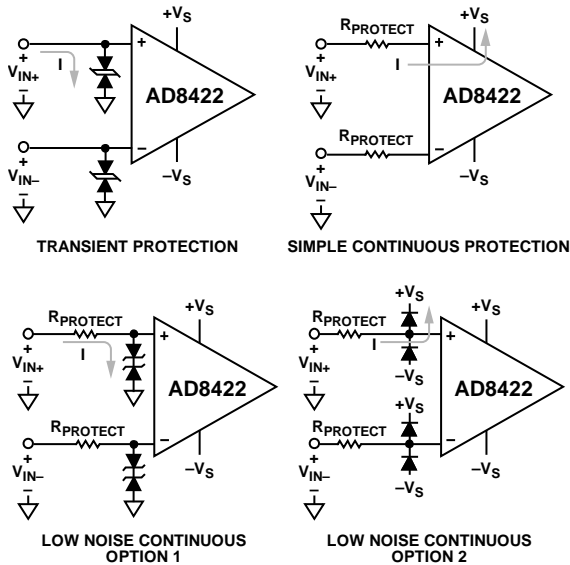 +VS
+
VIN+
+
−
I
AD8422
+
VIN−
−
−
−VS
TRANSIENT PROTECTION
+VS
RPROTECT
+
VIN+
+
−
I
AD8422
RPROTECT
+
VIN−
−
−
−VS
SIMPLE CONTINUOUS PROTECTION
+VS
RPROTECT
+
VIN+
+
−
I
AD8422
RPROTECT
+
VIN−
−
−
−VS
LOW NOISE CONTINUOUS
OPTION 1
+VS
+VS
RPROTECT
+
VIN+
+
−
I
−VS
AD8422
+VS
RPROTECT
+
VIN−
−
−
−VS
−VS
LOW NOISE CONTINUOUS
OPTION 2